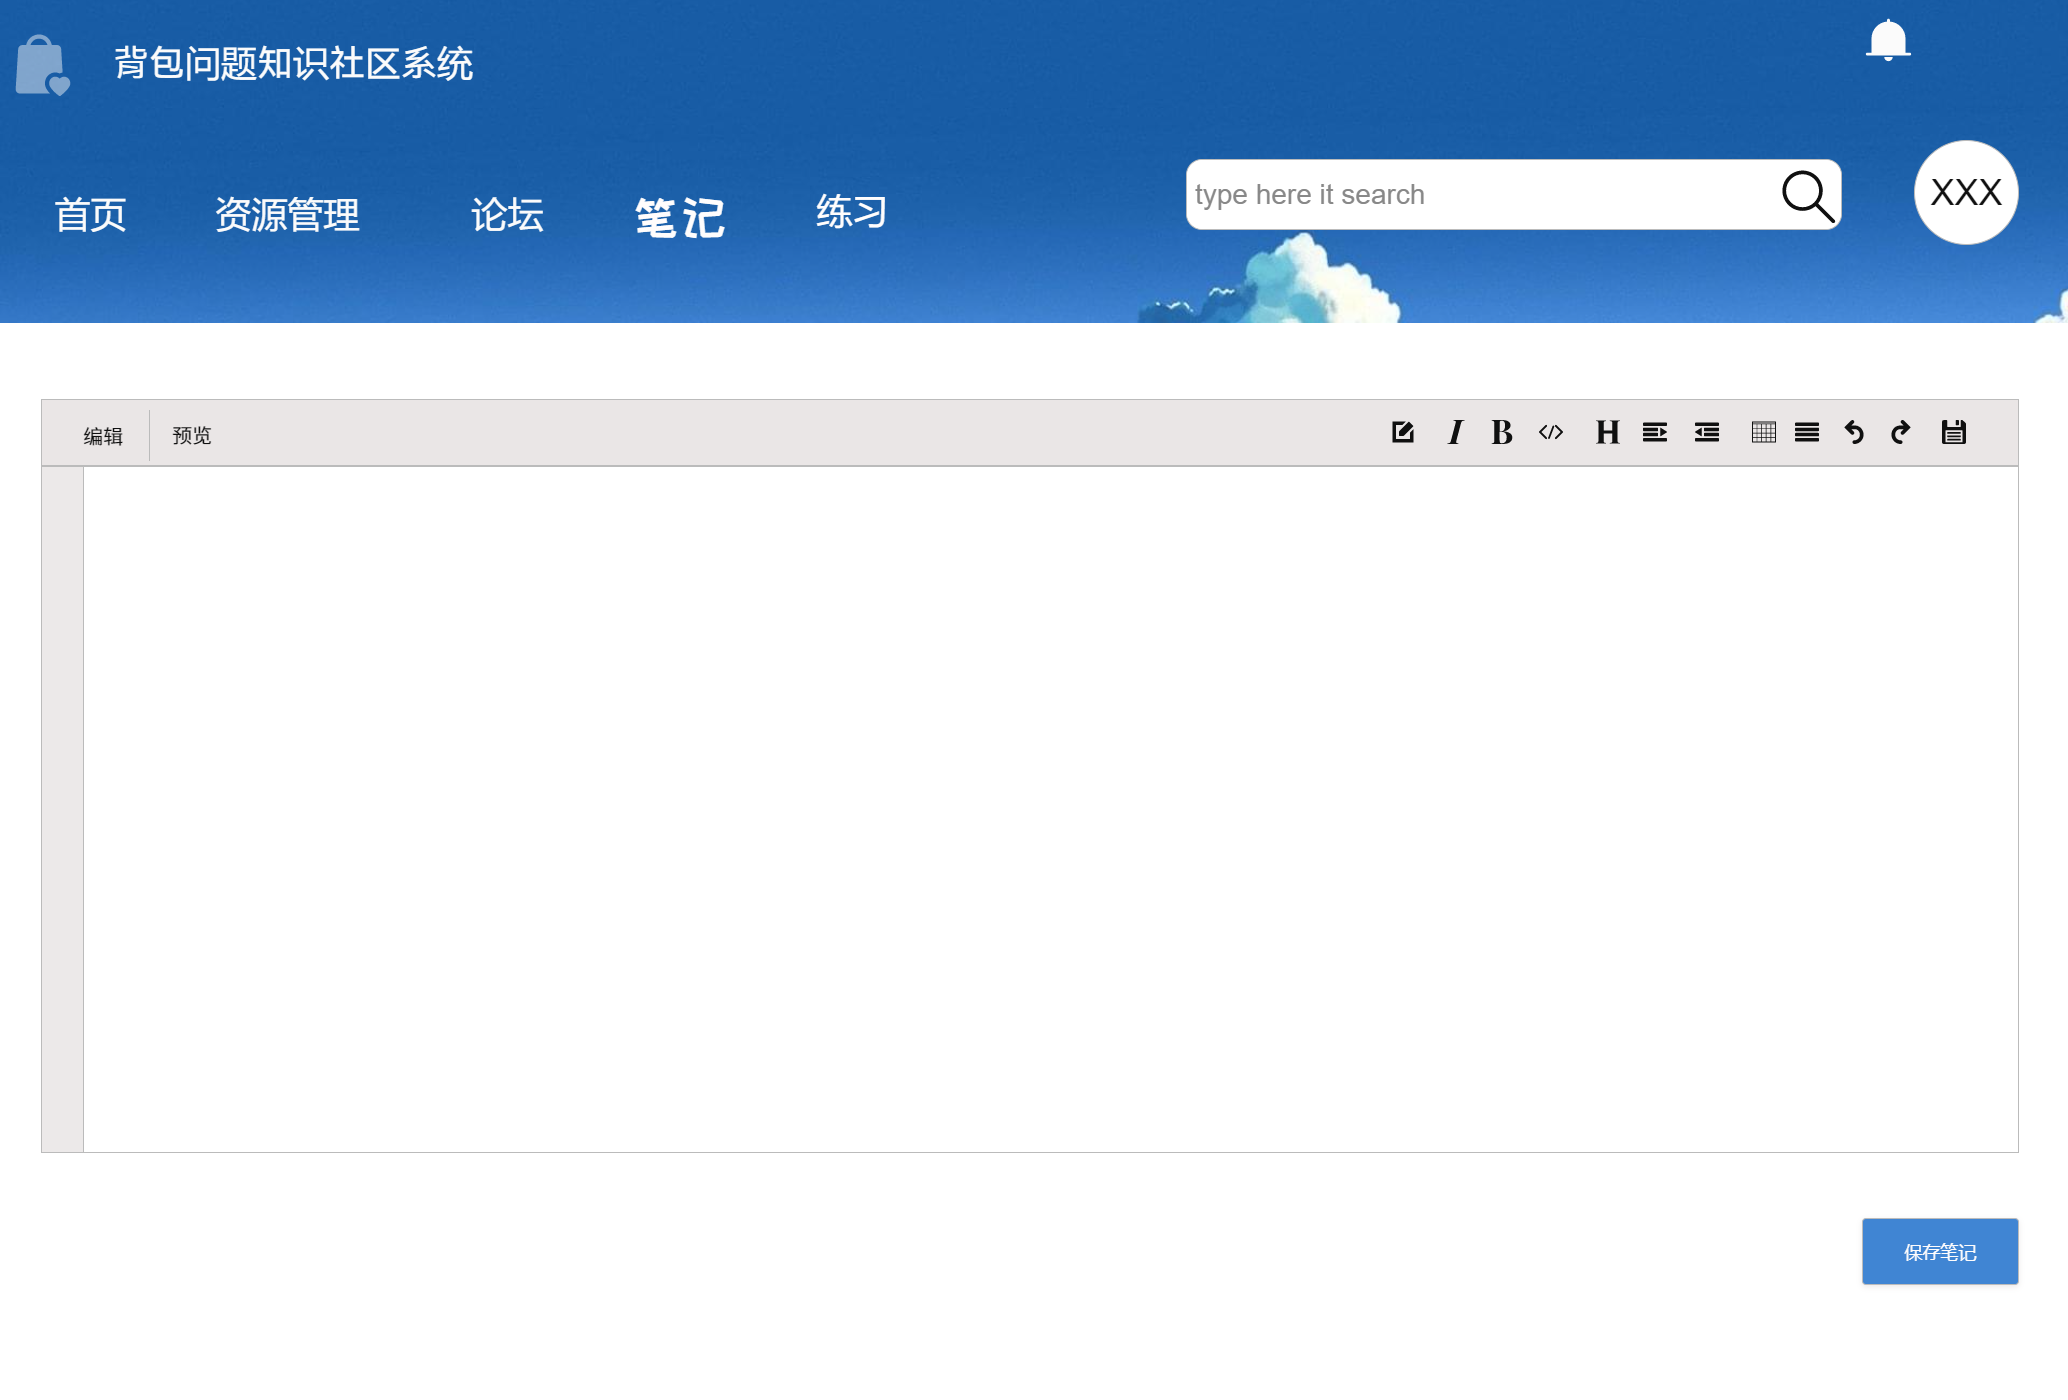 背包问题知识社区系统
首页 资源管理 论坛 笔记 练习
type here it search
XXX
编辑 预览
I B </> H
保存笔记